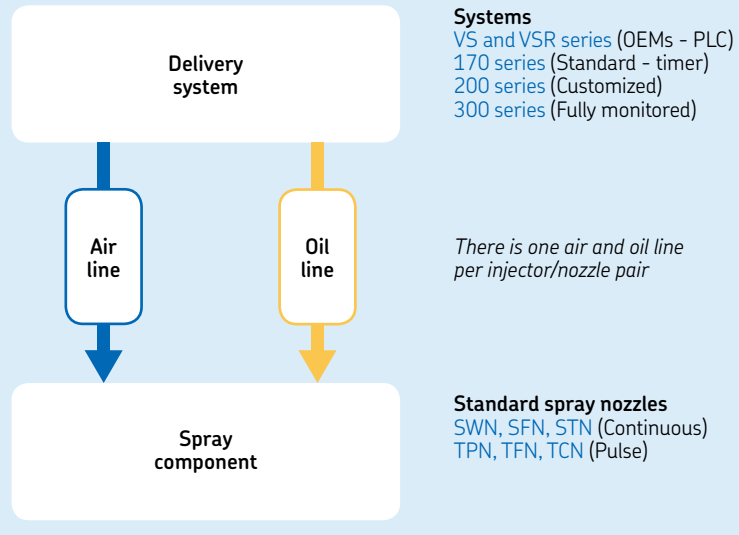 Delivery
system
Systems
VS and VSR series (OEMs - PLC)
170 series (Standard - timer)
200 series (Customized)
300 series (Fully monitored)
Air
line
Oil
line
There is one air and oil line
per injector/nozzle pair
Spray
component
Standard spray nozzles
SWN, SFN, STN (Continuous)
TPN, TFN, TCN (Pulse)